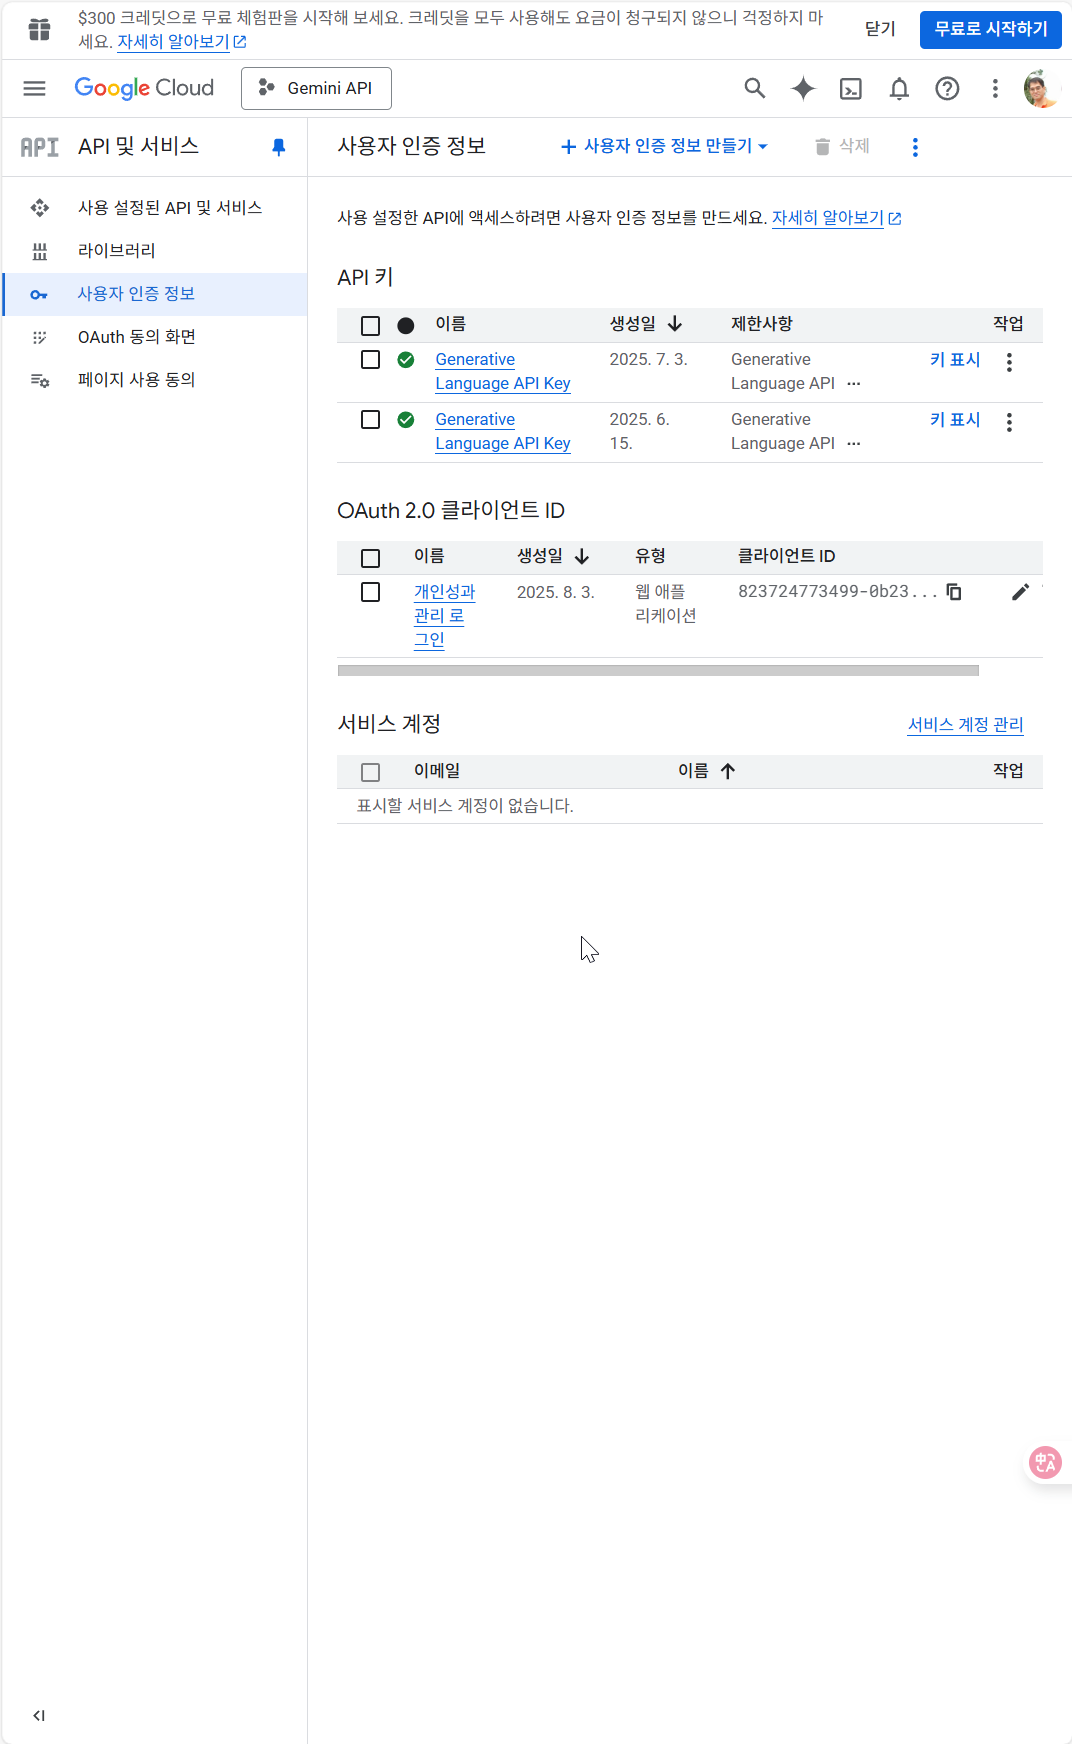 $300 크레딧으로 무료 체험판을 시작해 보세요. 크레딧을 모두 사용해도 요금이 청구되지 않으니 걱정하지 마
세요. 자세히 알아보기
닫기
무료로 시작하기
Google Cloud
Gemini API
API API 및 서비스
사용자 인증 정보
+ 사용자 인증 정보 만들기
삭제
사용 설정된 API 및 서비스
라이브러리
사용자 인증 정보
OAuth 동의 화면
페이지 사용 동의
사용 설정한 API에 액세스하려면 사용자 인증 정보를 만드세요. 자세히 알아보기
API 키
이름 생성일 제한사항 작업
Generative 2025. 7. 3. Generative 키 표시
Language API Key Language API ...
Generative 2025. 6. Generative 키 표시
Language API Key 15. Language API ...
OAuth 2.0 클라이언트 ID
이름 생성일 유형 클라이언트 ID
개인성과 2025. 8. 3. 웹 애플 823724773499-0b23...
관리 로 리케이션
그인
서비스 계정
서비스 계정 관리
이메일 이름 작업
표시할 서비스 계정이 없습니다.
中A